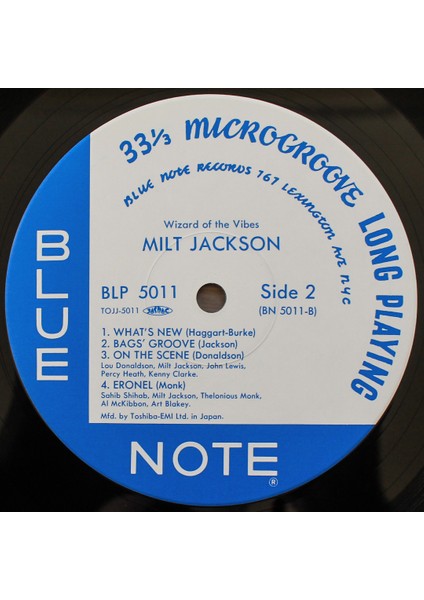 33⅓ MICROGROOVE LONG PLAYING
BLUE NOTE RECORDS 767 LEXINGTON AVE NYC
Wizard of the Vibes
MILT JACKSON
BLP 5011 Side 2
TOJJ-5011 (BN 5011-B)
1. WHAT'S NEW (Haggart-Burke)
2. BAGS' GROOVE (Jackson)
3. ON THE SCENE (Donaldson)
Lou Donaldson, Milt Jackson, John Lewis,
Percy Heath, Kenny Clarke.
4. ERONEL (Monk)
Sahib Shihab, Milt Jackson, Thelonious Monk,
Al McKibbon, Art Blakey.
Mfd. by Toshiba-EMI Ltd. in Japan.
BLUE
NOTE®